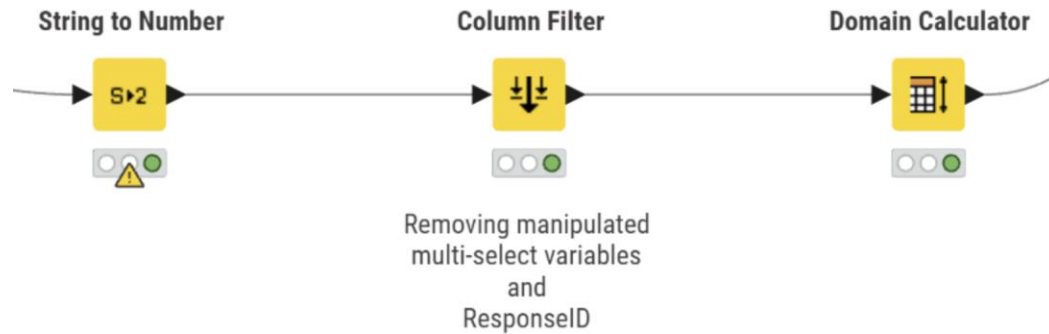 String to Number
Column Filter
Domain Calculator
S▸2
Removing manipulated
multi-select variables
and
ResponseID